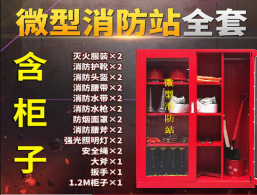 微型消防站全套
含柜子
灭火服装×2
消防护靴×2
消防头盔×2
消防腰带×2
消防水带×2
消防水枪×2
防烟面罩×2
消防腰斧×2
强光照明灯×2
安全绳×2
大斧×1
扳手×1
1.2M柜子×1
微型消防站